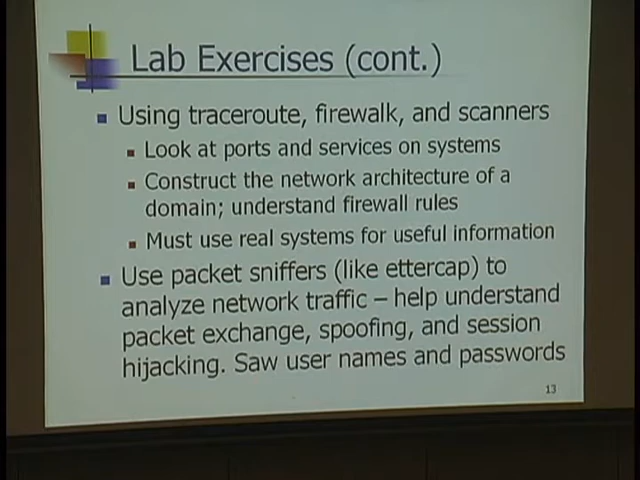 Lab Exercises (cont.)
Using traceroute, firewalk, and scanners
Look at ports and services on systems
Construct the network architecture of a
domain; understand firewall rules
Must use real systems for useful information
Use packet sniffers (like ettercap) to
analyze network traffic – help understand
packet exchange, spoofing, and session
hijacking. Saw user names and passwords
13